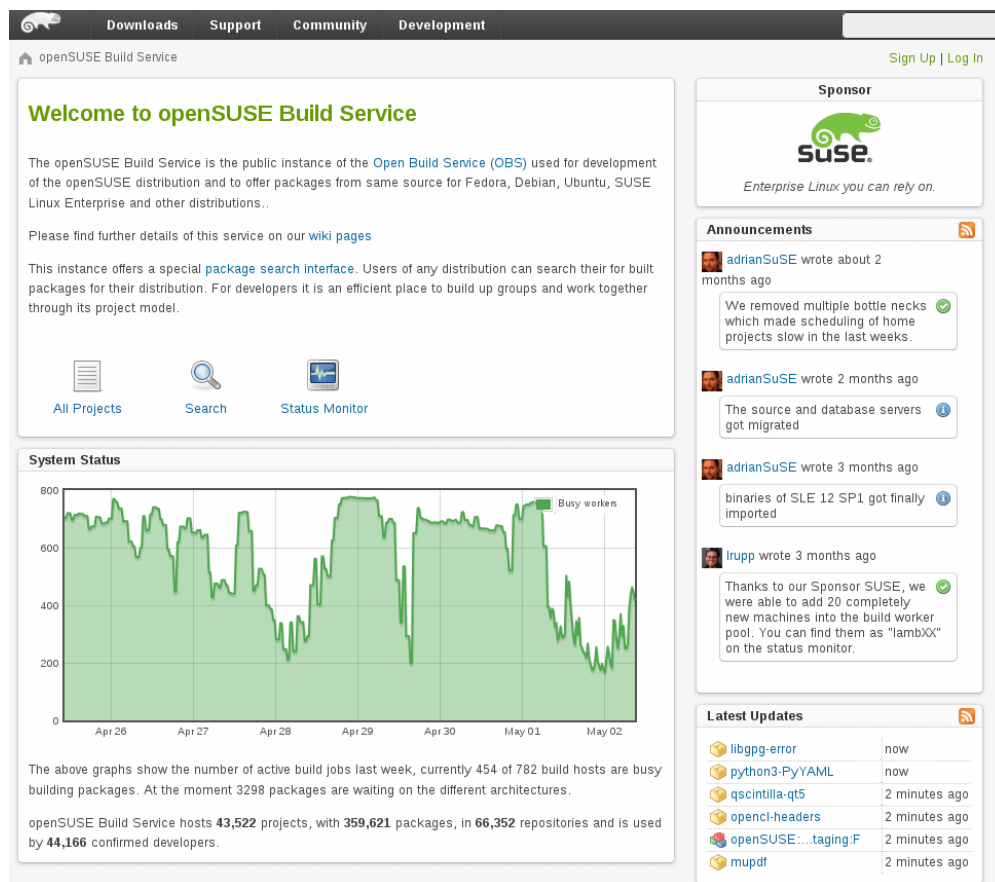 Downloads Support Community Development
openSUSE Build Service
Sign Up | Log In
Welcome to openSUSE Build Service
The openSUSE Build Service is the public instance of the Open Build Service (OBS) used for development
of the openSUSE distribution and to offer packages from same source for Fedora, Debian, Ubuntu, SUSE
Linux Enterprise and other distributions..
Please find further details of this service on our wiki pages
This instance offers a special package search interface. Users of any distribution can search their for built
packages for their distribution. For developers it is an efficient place to build up groups and work together
through its project model.
All Projects
Search
Status Monitor
System Status
800
600
400
200
0
Busy workers
Apr 26
Apr 27
Apr 28
Apr 29
Apr 30
May 01
May 02
The above graphs show the number of active build jobs last week, currently 454 of 782 build hosts are busy
building packages. At the moment 3298 packages are waiting on the different architectures.
openSUSE Build Service hosts 43,522 projects, with 359,621 packages, in 66,352 repositories and is used
by 44,166 confirmed developers.
Sponsor
SUSE.
Enterprise Linux you can rely on.
Announcements
adrianSuSE wrote about 2
months ago
We removed multiple bottle necks
which made scheduling of home
projects slow in the last weeks.
adrianSuSE wrote 2 months ago
The source and database servers
got migrated
adrianSuSE wrote 3 months ago
binaries of SLE 12 SP1 got finally
imported
lrupp wrote 3 months ago
Thanks to our Sponsor SUSE, we
were able to add 20 completely
new machines into the build worker
pool. You can find them as "lambXX"
on the status monitor.
Latest Updates
libgpg-error now
python3-PyYAML now
qscintilla-qt5 2 minutes ago
opencl-headers 2 minutes ago
openSUSE:...taging:F 2 minutes ago
mupdf 2 minutes ago